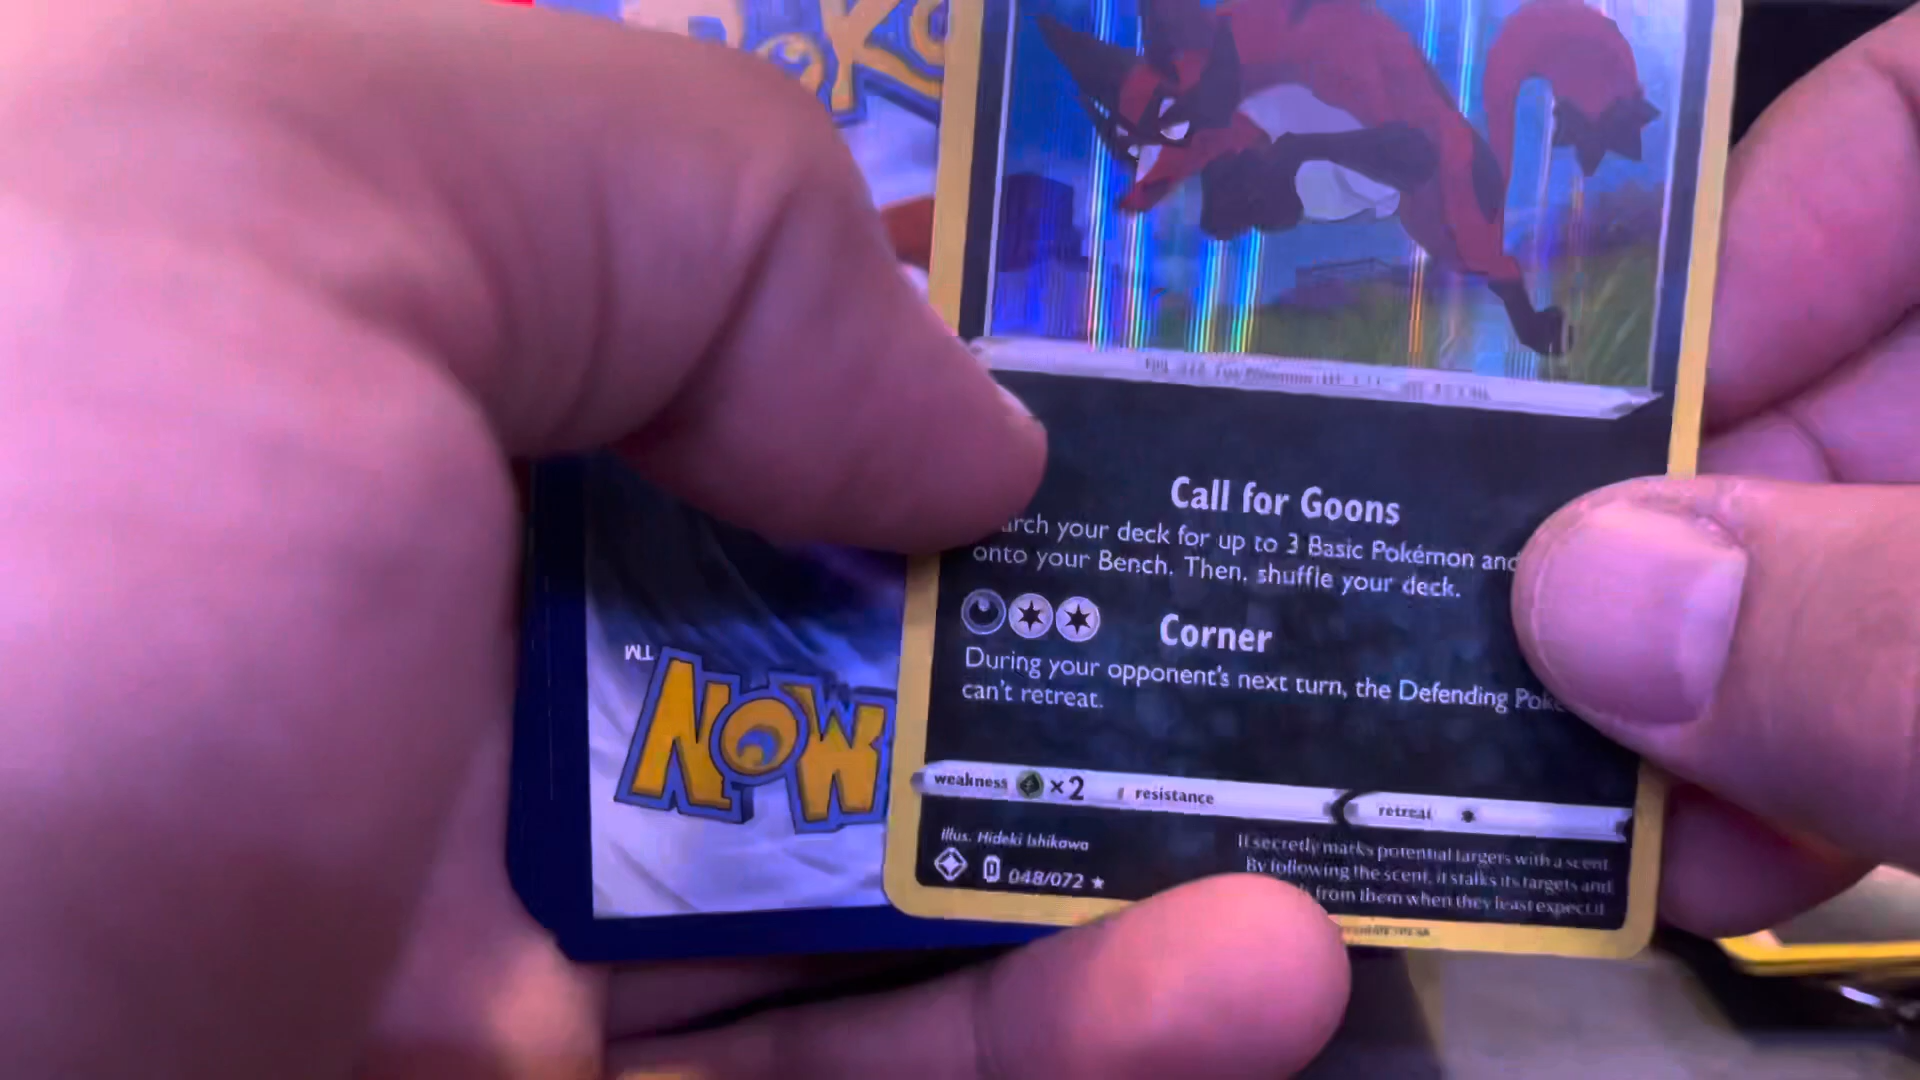 Call for Goons
arch your deck for up to 3 Basic Pokémon and
onto your Bench. Then, shuffle your deck.
Corner
During your opponent's next turn, the Defending Poké
can't retreat.
weakness ×2 resistance retreat
Illus. Hideki Ishikawa
D 048/072 ★
It secretly marks potential targets with a scent.
By following the scent, it stalks its targets and
from them when they least expect it.
TM